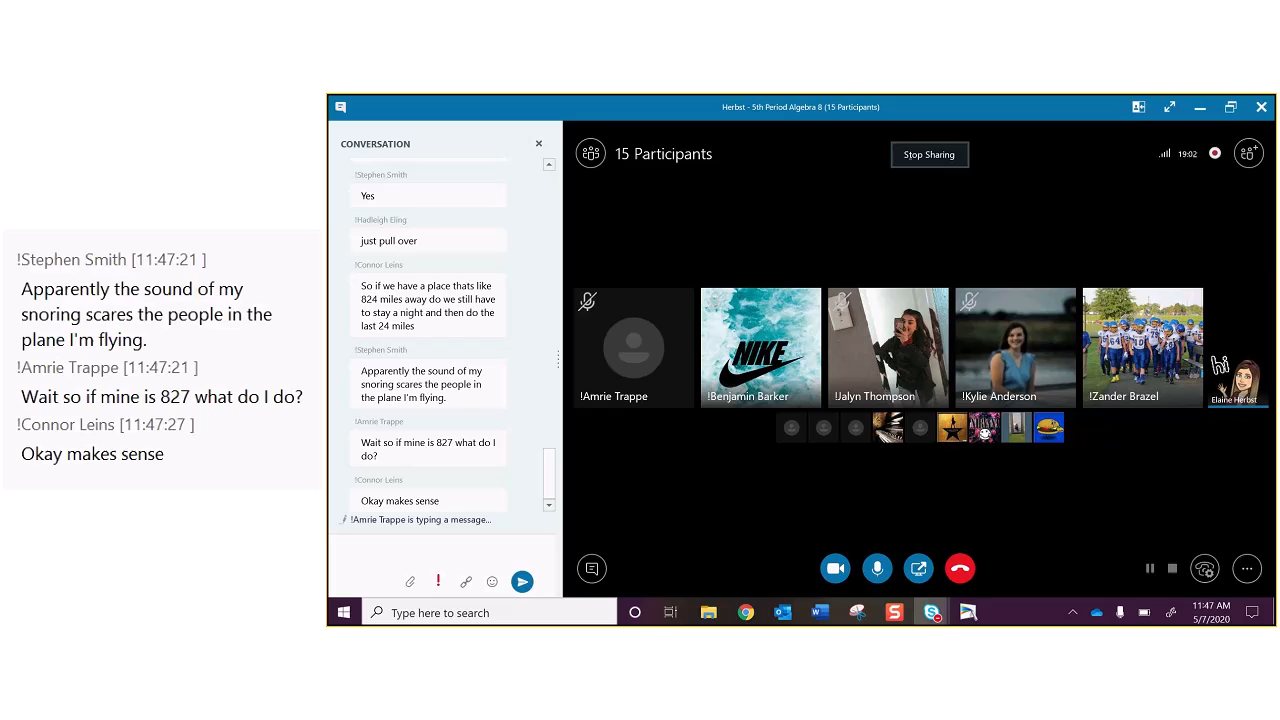 !Stephen Smith [11:47:21 ]
Apparently the sound of my
snoring scares the people in the
plane I'm flying.
!Amrie Trappe [11:47:21 ]
Wait so if mine is 827 what do I do?
!Connor Leins [11:47:27 ]
Okay makes sense
Herbst - 5th Period Algebra 8 (15 Participants)
CONVERSATION
!Stephen Smith
Yes
!Hadleigh Eling
just pull over
!Connor Leins
So if we have a place thats like
824 miles away do we still have
to stay a night and then do the
last 24 miles
!Stephen Smith
Apparently the sound of my
snoring scares the people in
the plane I'm flying.
!Amrie Trappe
Wait so if mine is 827 what do I
do?
!Connor Leins
Okay makes sense
!Amrie Trappe is typing a message...
15 Participants
Stop Sharing
19:02
!Amrie Trappe
NIKE
!Benjamin Barker
!Jalyn Thompson
!Kylie Anderson
!Zander Brazel
hi
Elaine Herbst
Type here to search
11:47 AM
5/7/2020